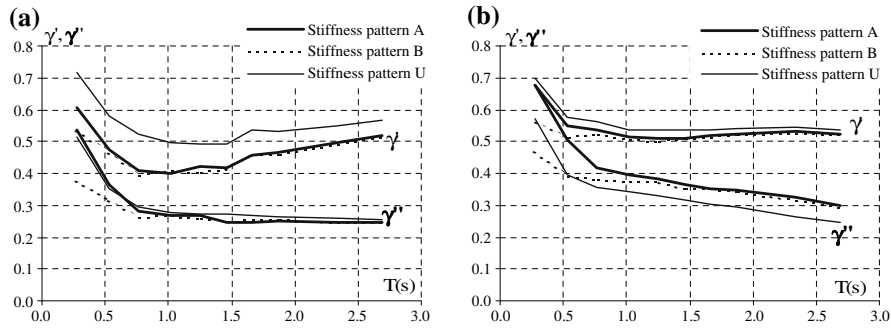 (a)
γ', γ''
Stiffness pattern A
Stiffness pattern B
Stiffness pattern U
0.8
0.7
0.6
0.5
0.4
0.3
0.2
0.1
0.0
γ'
γ''
T(s)
0.0 0.5 1.0 1.5 2.0 2.5 3.0
(b)
γ', γ''
Stiffness pattern A
Stiffness pattern B
Stiffness pattern U
0.8
0.7
0.6
0.5
0.4
0.3
0.2
0.1
0.0
γ'
γ''
T(s)
0.0 0.5 1.0 1.5 2.0 2.5 3.0